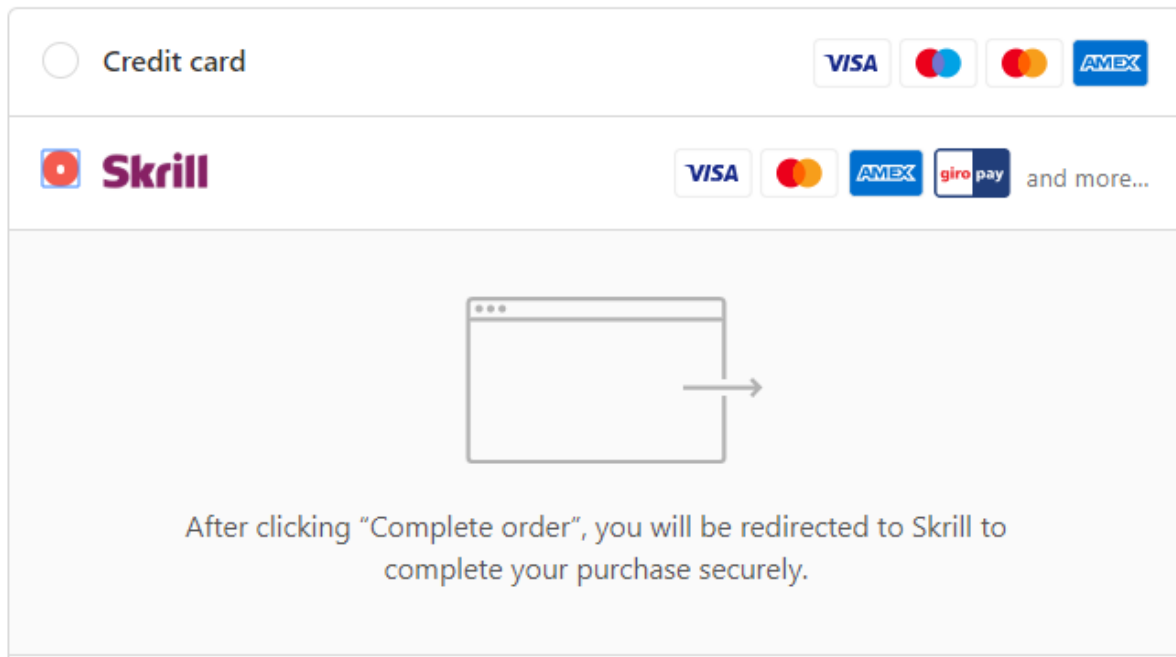 Credit card VISA AMEX
Skrill VISA AMEX giro pay and more...
After clicking “Complete order”, you will be redirected to Skrill to
complete your purchase securely.